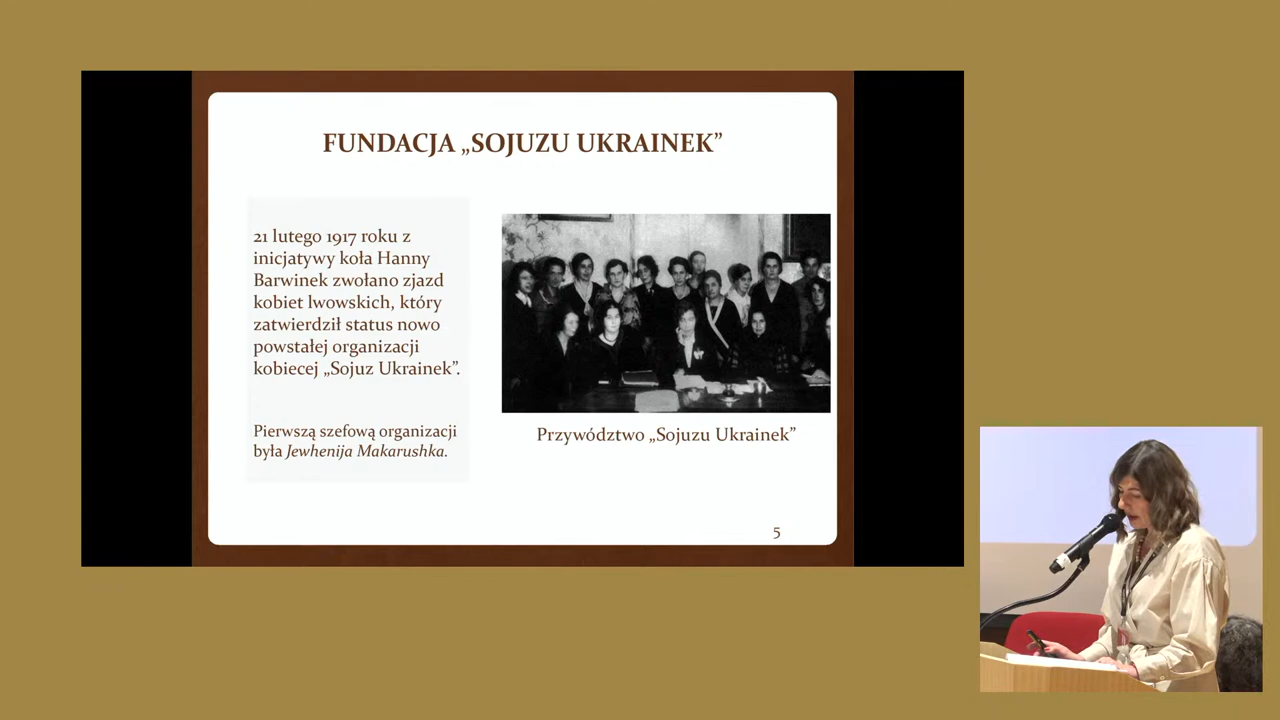 FUNDACJA „SOJUZU UKRAINEK”
21 lutego 1917 roku z
inicjatywy koła Hanny
Barwinek zwołano zjazd
kobiet lwowskich, który
zatwierdził status nowo
powstałej organizacji
kobiecej „Sojuz Ukrainek”.
Pierwszą szefową organizacji
była Jewhenija Makarushka.
Przywództwo „Sojuzu Ukrainek”
5